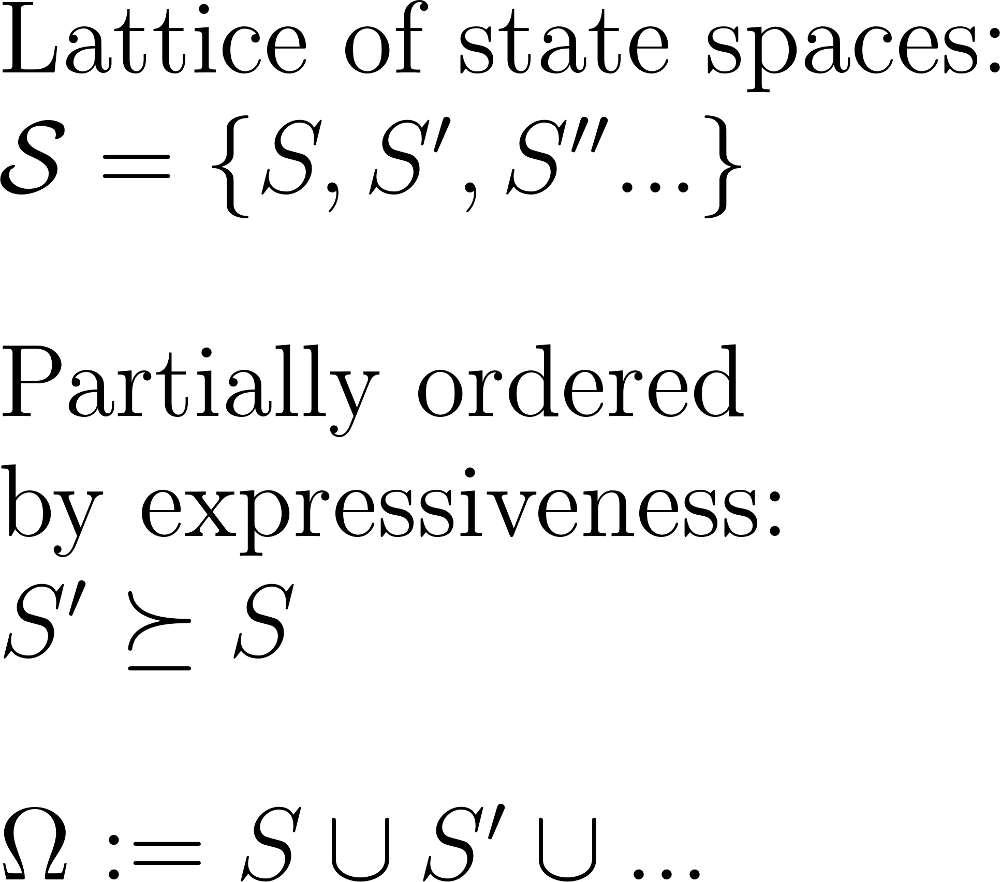 Lattice of state spaces:
𝒮 = {S, S′, S″...}
Partially ordered
by expressiveness:
S′ ⪰ S
Ω := S ∪ S′ ∪ ...